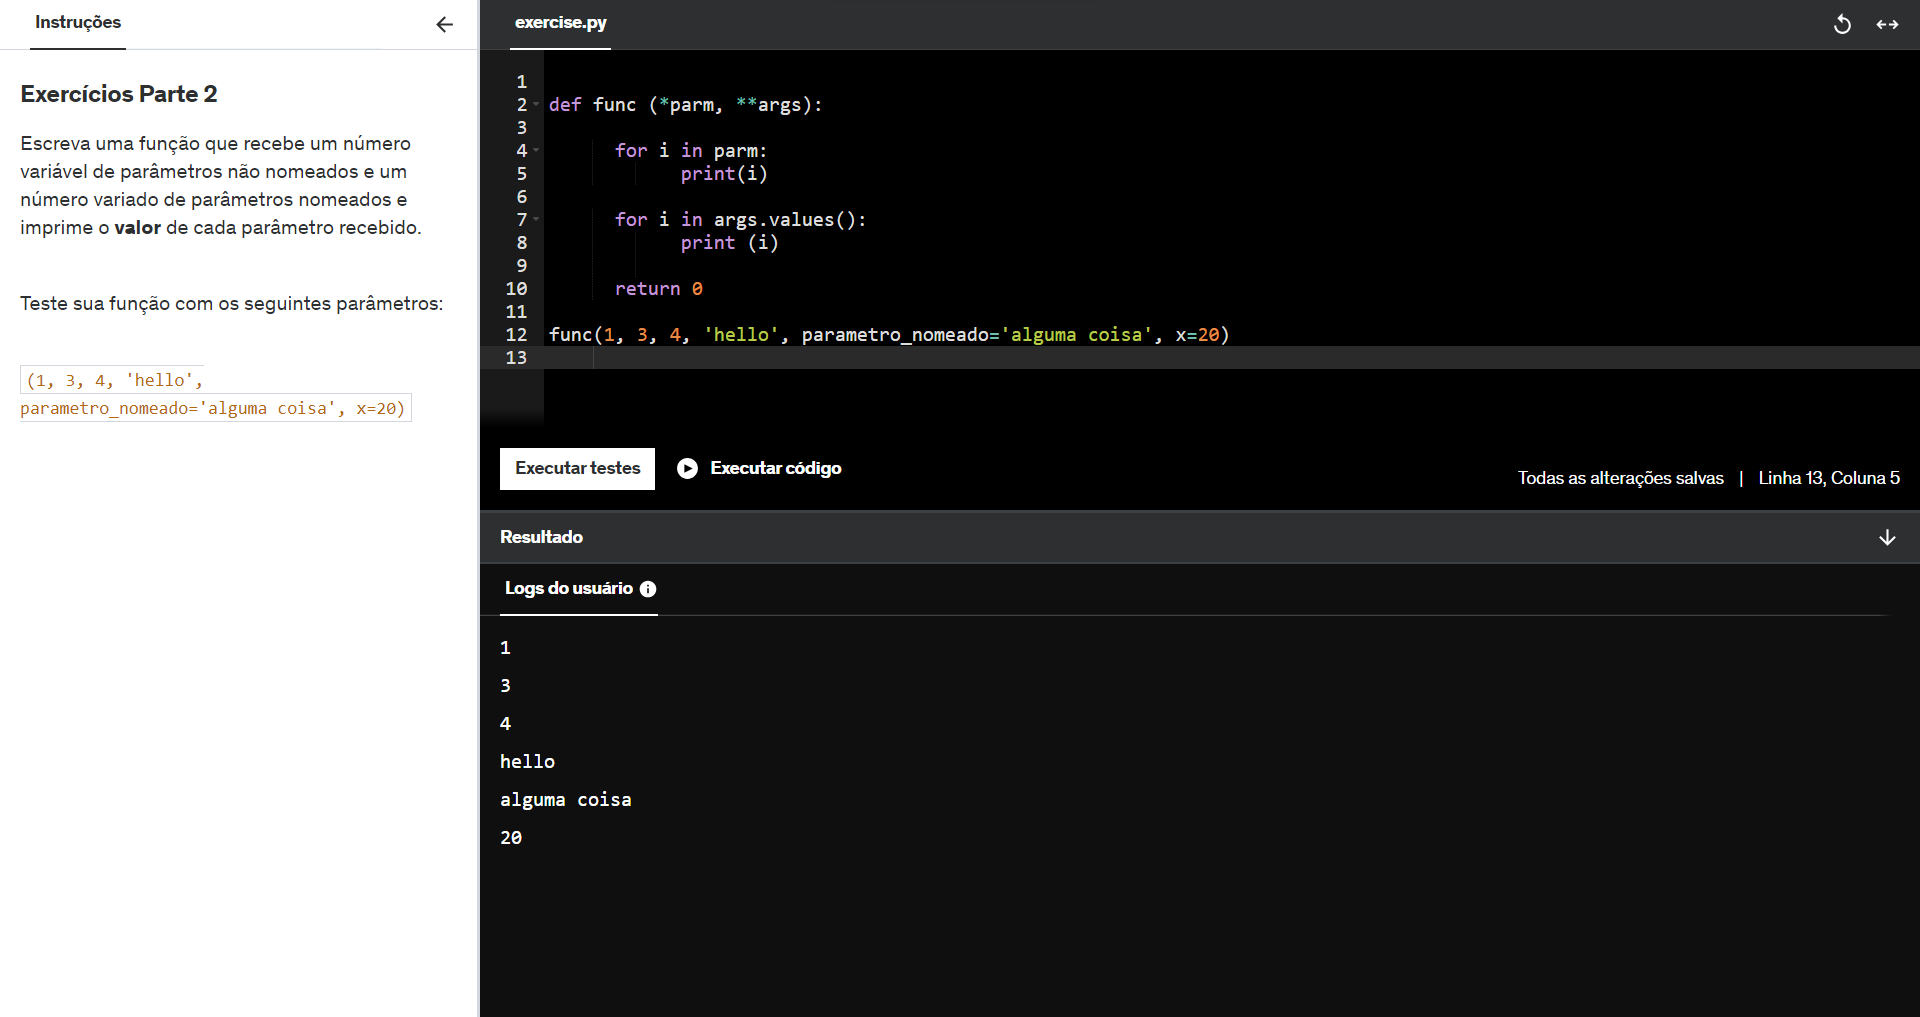 Instruções
Exercícios Parte 2
Escreva uma função que recebe um número
variável de parâmetros não nomeados e um
número variado de parâmetros nomeados e
imprime o valor de cada parâmetro recebido.
Teste sua função com os seguintes parâmetros:
(1, 3, 4, 'hello',
parametro_nomeado='alguma coisa', x=20)
exercise.py
1
2 def func (*parm, **args):
3
4 for i in parm:
5 print(i)
6
7 for i in args.values():
8 print (i)
9
10 return 0
11
12 func(1, 3, 4, 'hello', parametro_nomeado='alguma coisa', x=20)
13
Executar testes
Executar código
Todas as alterações salvas | Linha 13, Coluna 5
Resultado
Logs do usuário
1
3
4
hello
alguma coisa
20